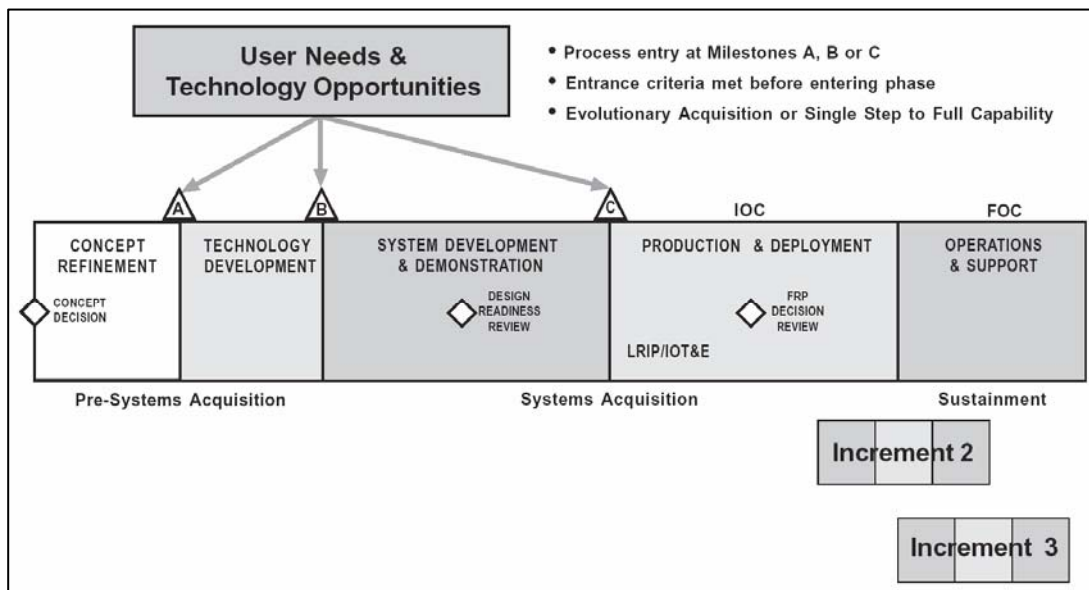 User Needs &
Technology Opportunities
• Process entry at Milestones A, B or C
• Entrance criteria met before entering phase
• Evolutionary Acquisition or Single Step to Full Capability
A
B
C
IOC
FOC
CONCEPT
REFINEMENT
TECHNOLOGY
DEVELOPMENT
SYSTEM DEVELOPMENT
& DEMONSTRATION
PRODUCTION & DEPLOYMENT
OPERATIONS
& SUPPORT
CONCEPT
DECISION
DESIGN
READINESS
REVIEW
FRP
DECISION
REVIEW
LRIP/IOT&E
Pre-Systems Acquisition
Systems Acquisition
Sustainment
Increment 2
Increment 3